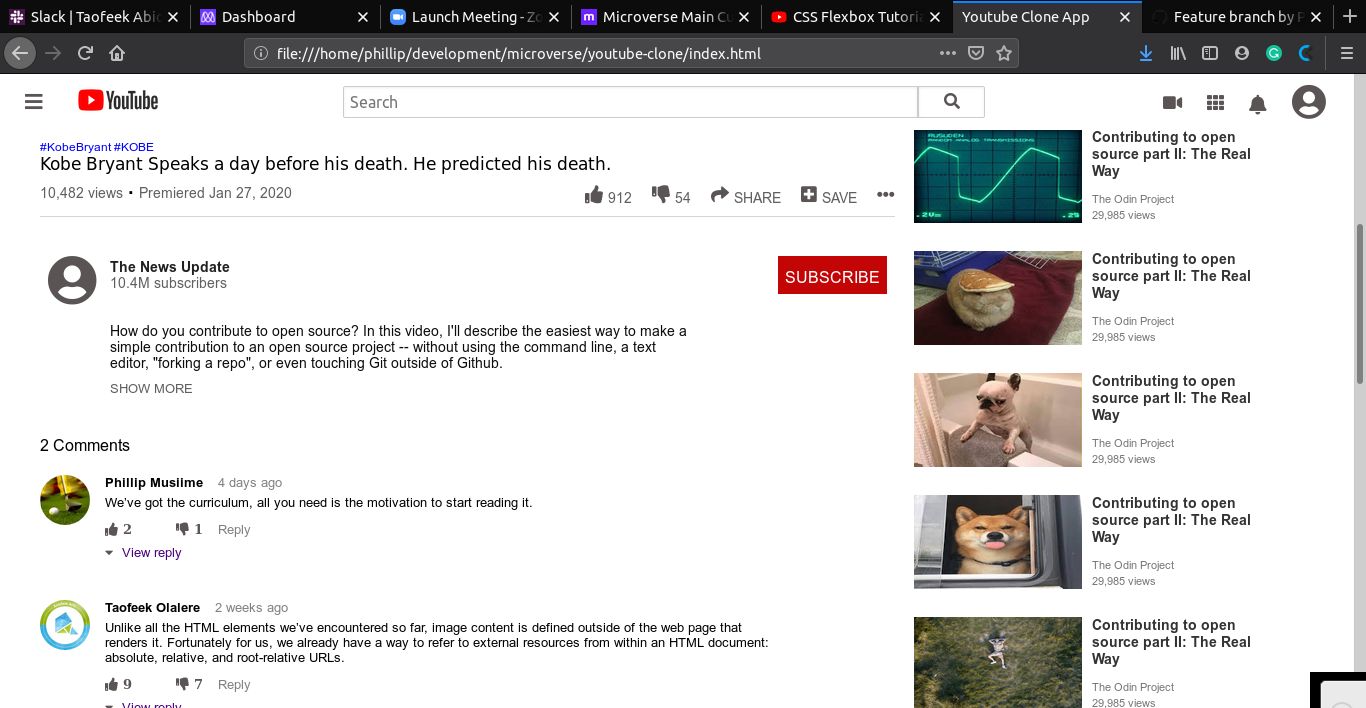 Slack | Taofeek Abio
Dashboard
Launch Meeting - Zo
Microverse Main Cu
CSS Flexbox Tutoria
Youtube Clone App
Feature branch by P
file:///home/phillip/development/microverse/youtube-clone/index.html
YouTube
Search
#KobeBryant #KOBE
Kobe Bryant Speaks a day before his death. He predicted his death.
10,482 views • Premiered Jan 27, 2020
912
54
SHARE
SAVE
The News Update
10.4M subscribers
SUBSCRIBE
How do you contribute to open source? In this video, I'll describe the easiest way to make a
simple contribution to an open source project -- without using the command line, a text
editor, "forking a repo", or even touching Git outside of Github.
SHOW MORE
2 Comments
Phillip Musiime 4 days ago
We've got the curriculum, all you need is the motivation to start reading it.
2 1 Reply
View reply
Taofeek Olalere 2 weeks ago
Unlike all the HTML elements we've encountered so far, image content is defined outside of the web page that
renders it. Fortunately for us, we already have a way to refer to external resources from within an HTML document:
absolute, relative, and root-relative URLs.
9 7 Reply
View reply
RUSUDEN
RANDOM ANALOG TRANSMISSIONS
Contributing to open
source part II: The Real
Way
The Odin Project
29,985 views
Contributing to open
source part II: The Real
Way
The Odin Project
29,985 views
Contributing to open
source part II: The Real
Way
The Odin Project
29,985 views
Contributing to open
source part II: The Real
Way
The Odin Project
29,985 views
Contributing to open
source part II: The Real
Way
The Odin Project
29,985 views